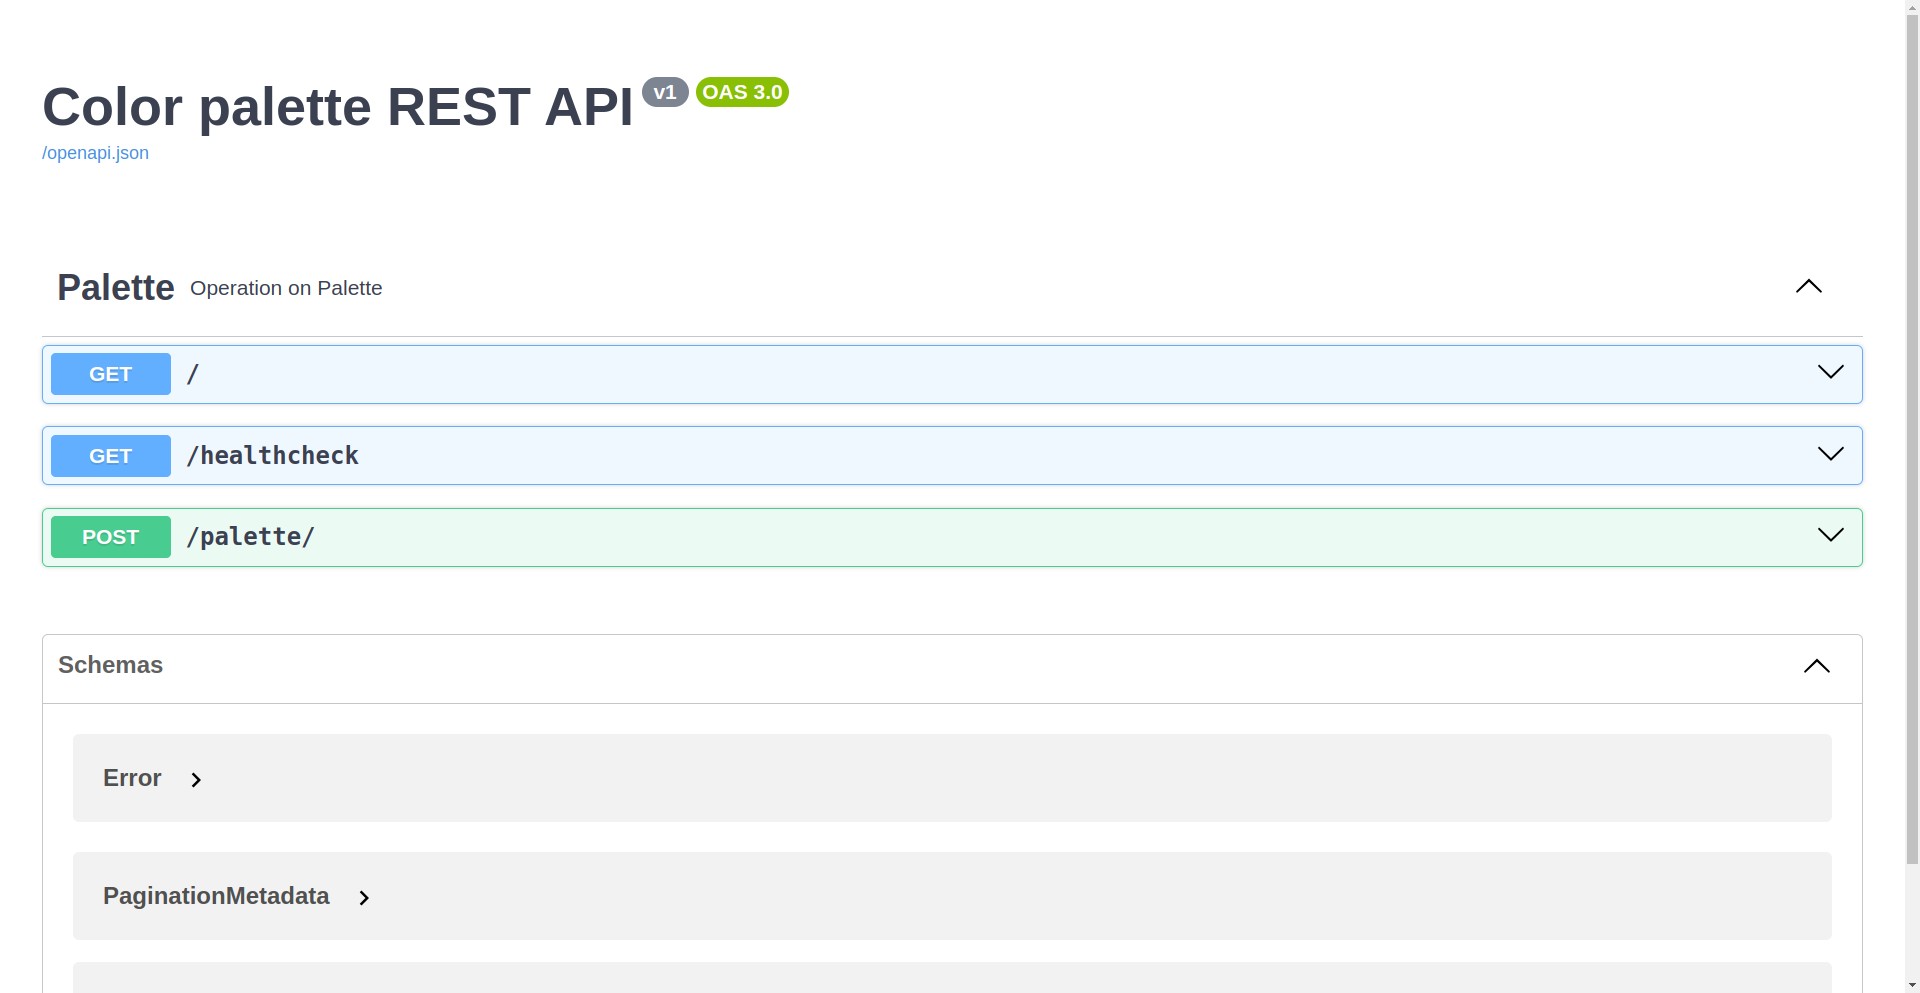 Color palette REST API v1 OAS 3.0
/openapi.json
Palette Operation on Palette
GET /
GET /healthcheck
POST /palette/
Schemas
Error
PaginationMetadata